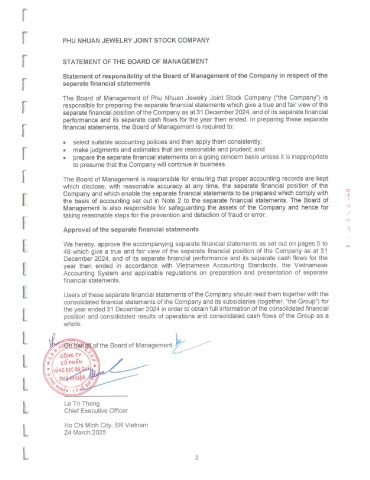 PHU NHUAN JEWELRY JOINT STOCK COMPANY
STATEMENT OF THE BOARD OF MANAGEMENT
Statement of responsibility of the Board of Management of the Company in respect of the
separate financial statements
The Board of Management of Phu Nhuan Jewelry Joint Stock Company ("the Company") is
responsible for preparing the separate financial statements which give a true and fair view of the
separate financial position of the Company as at 31 December 2024, and of its separate financial
performance and its separate cash flows for the year then ended. In preparing these separate
financial statements, the Board of Management is required to:
• select suitable accounting policies and then apply them consistently;
• make judgments and estimates that are reasonable and prudent; and
• prepare the separate financial statements on a going concern basis unless it is inappropriate
to presume that the Company will continue in business.
The Board of Management is responsible for ensuring that proper accounting records are kept
which disclose, with reasonable accuracy at any time, the separate financial position of the
Company and which enable the separate financial statements to be prepared which comply with
the basis of accounting set out in Note 2 to the separate financial statements. The Board of
Management is also responsible for safeguarding the assets of the Company and hence for
taking reasonable steps for the prevention and detection of fraud or error.
Approval of the separate financial statements
We hereby, approve the accompanying separate financial statements as set out on pages 5 to
48 which give a true and fair view of the separate financial position of the Company as at 31
December 2024, and of its separate financial performance and its separate cash flows for the
year then ended in accordance with Vietnamese Accounting Standards, the Vietnamese
Accounting System and applicable regulations on preparation and presentation of separate
financial statements.
Users of these separate financial statements of the Company should read them together with the
consolidated financial statements of the Company and its subsidiaries (together, "the Group") for
the year ended 31 December 2024 in order to obtain full information of the consolidated financial
position and consolidated results of operations and consolidated cash flows of the Group as a
whole.
On behalf of the Board of Management
CÔNG TY
CỔ PHẦN
VÀNG BẠC ĐÁ QUÝ
PHÚ NHUẬN
Le Tri Thong
Chief Executive Officer
Ho Chi Minh City, SR Vietnam
24 March 2025
2